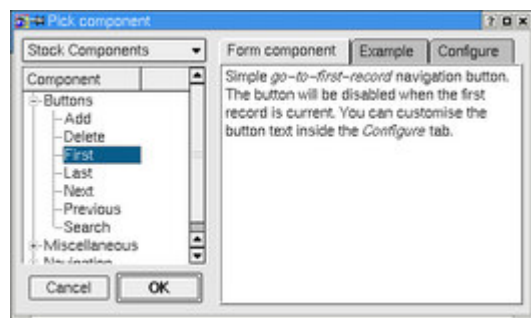 Pick component
Stock Components
Component
Buttons
Add
Delete
First
Last
Next
Previous
Search
Miscellaneous
Navigation
Cancel
OK
Form component
Example
Configure
Simple go-to-first-record navigation button.
The button will be disabled when the first
record is current. You can customise the
button text inside the Configure tab.